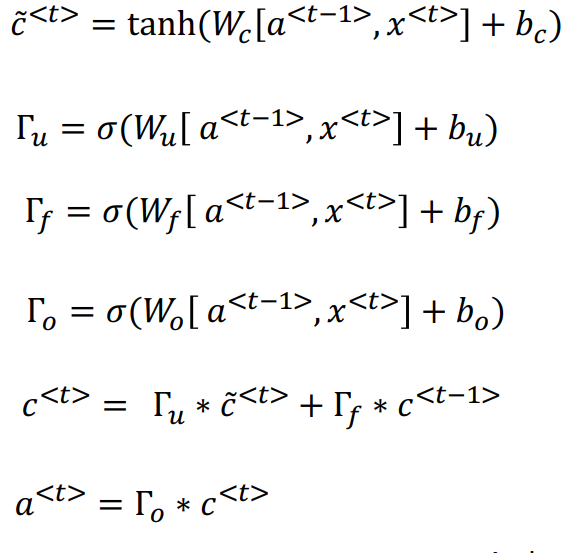 c̃^{<t>} = tanh(W_c[a^{<t−1>}, x^{<t>}] + b_c)
Γ_u = σ(W_u[ a^{<t−1>}, x^{<t>}] + b_u)
Γ_f = σ(W_f[ a^{<t−1>}, x^{<t>}] + b_f)
Γ_o = σ(W_o[ a^{<t−1>}, x^{<t>}] + b_o)
c^{<t>} = Γ_u ∗ c̃^{<t>} + Γ_f ∗ c^{<t−1>}
a^{<t>} = Γ_o ∗ c^{<t>}